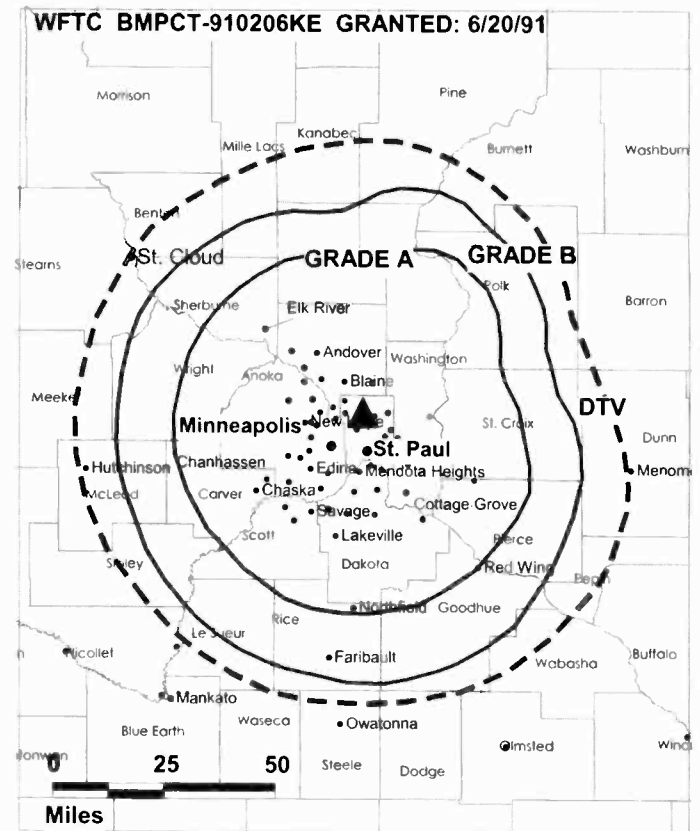 WFTC BMPCT-910206KE GRANTED: 6/20/91
Morrison
Pine
Kanabec
Mille Lacs
Burnett
Washburn
Benton
St. Cloud
GRADE A
GRADE B
Stearns
Polk
Sherburne
Barron
Elk River
Andover
Washington
Wright
Anoka
Blaine
Meeker
DTV
Minneapolis
St. Croix
St. Paul
Dunn
Hutchinson
Chanhassen
Edina
Mendota Heights
Menom
McLeod
Carver
Chaska
Cottage Grove
Savage
Scott
Lakeville
Pierce
Dakota
Sibley
Red Wing
Pepin
Northfield
Goodhue
Rice
Le Sueur
Nicollet
Faribault
Buffalo
Wabasha
Mankato
Waseca
Owatonna
Blue Earth
Olmsted
Steele
Dodge
0 25 50
Miles